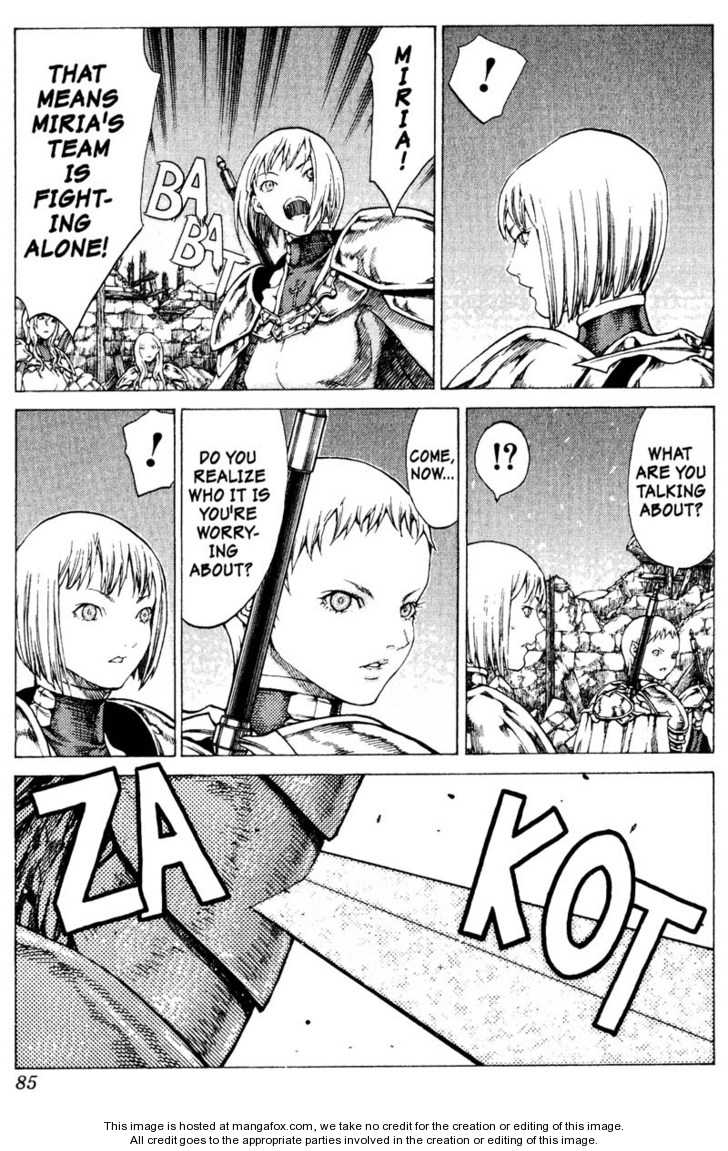 !
MIRIA!
BA
BAT
THAT
MEANS
MIRIA'S
TEAM
IS
FIGHT-
ING
ALONE!
WHAT
ARE YOU
TALKING
ABOUT?
!?
COME,
NOW...
DO YOU
REALIZE
WHO IT IS
YOU'RE
WORRY-
ING
ABOUT?
!
ZA
KOT
85
This image is hosted at mangafox.com, we take no credit for the creation or editing of this image.
All credit goes to the appropriate parties involved in the creation or editing of this image.